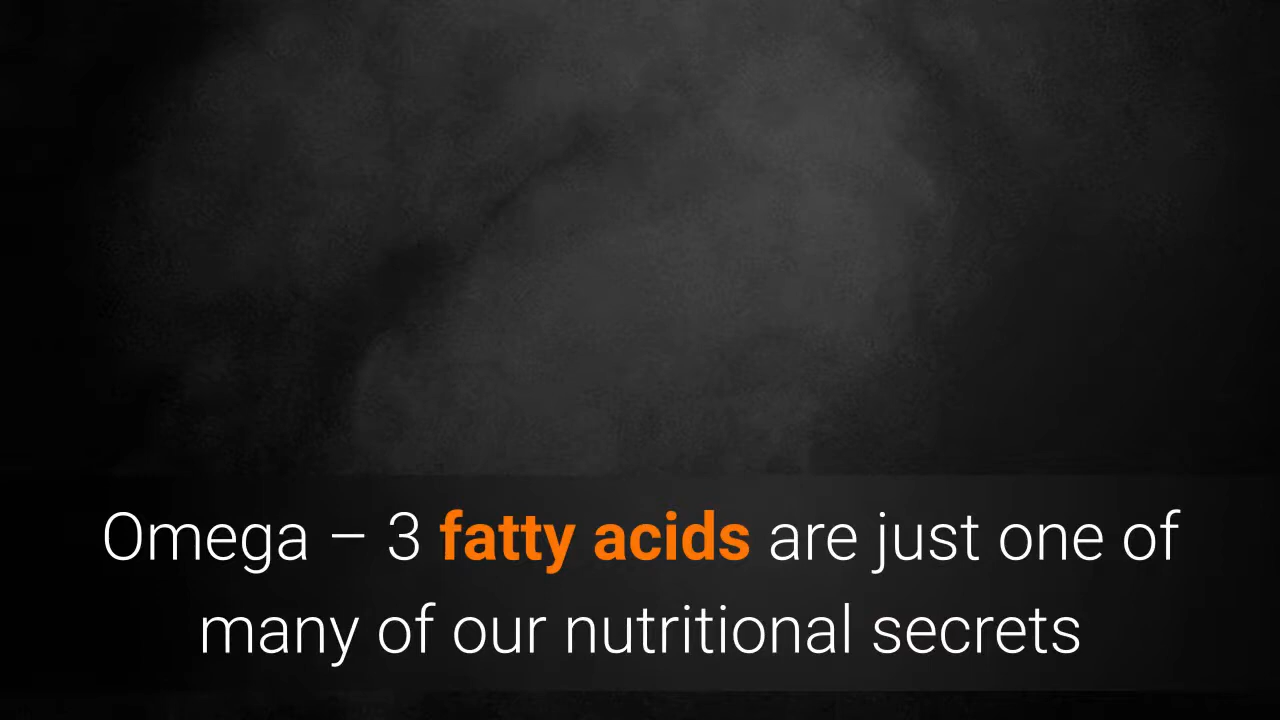 Omega – 3 fatty acids are just one of
many of our nutritional secrets